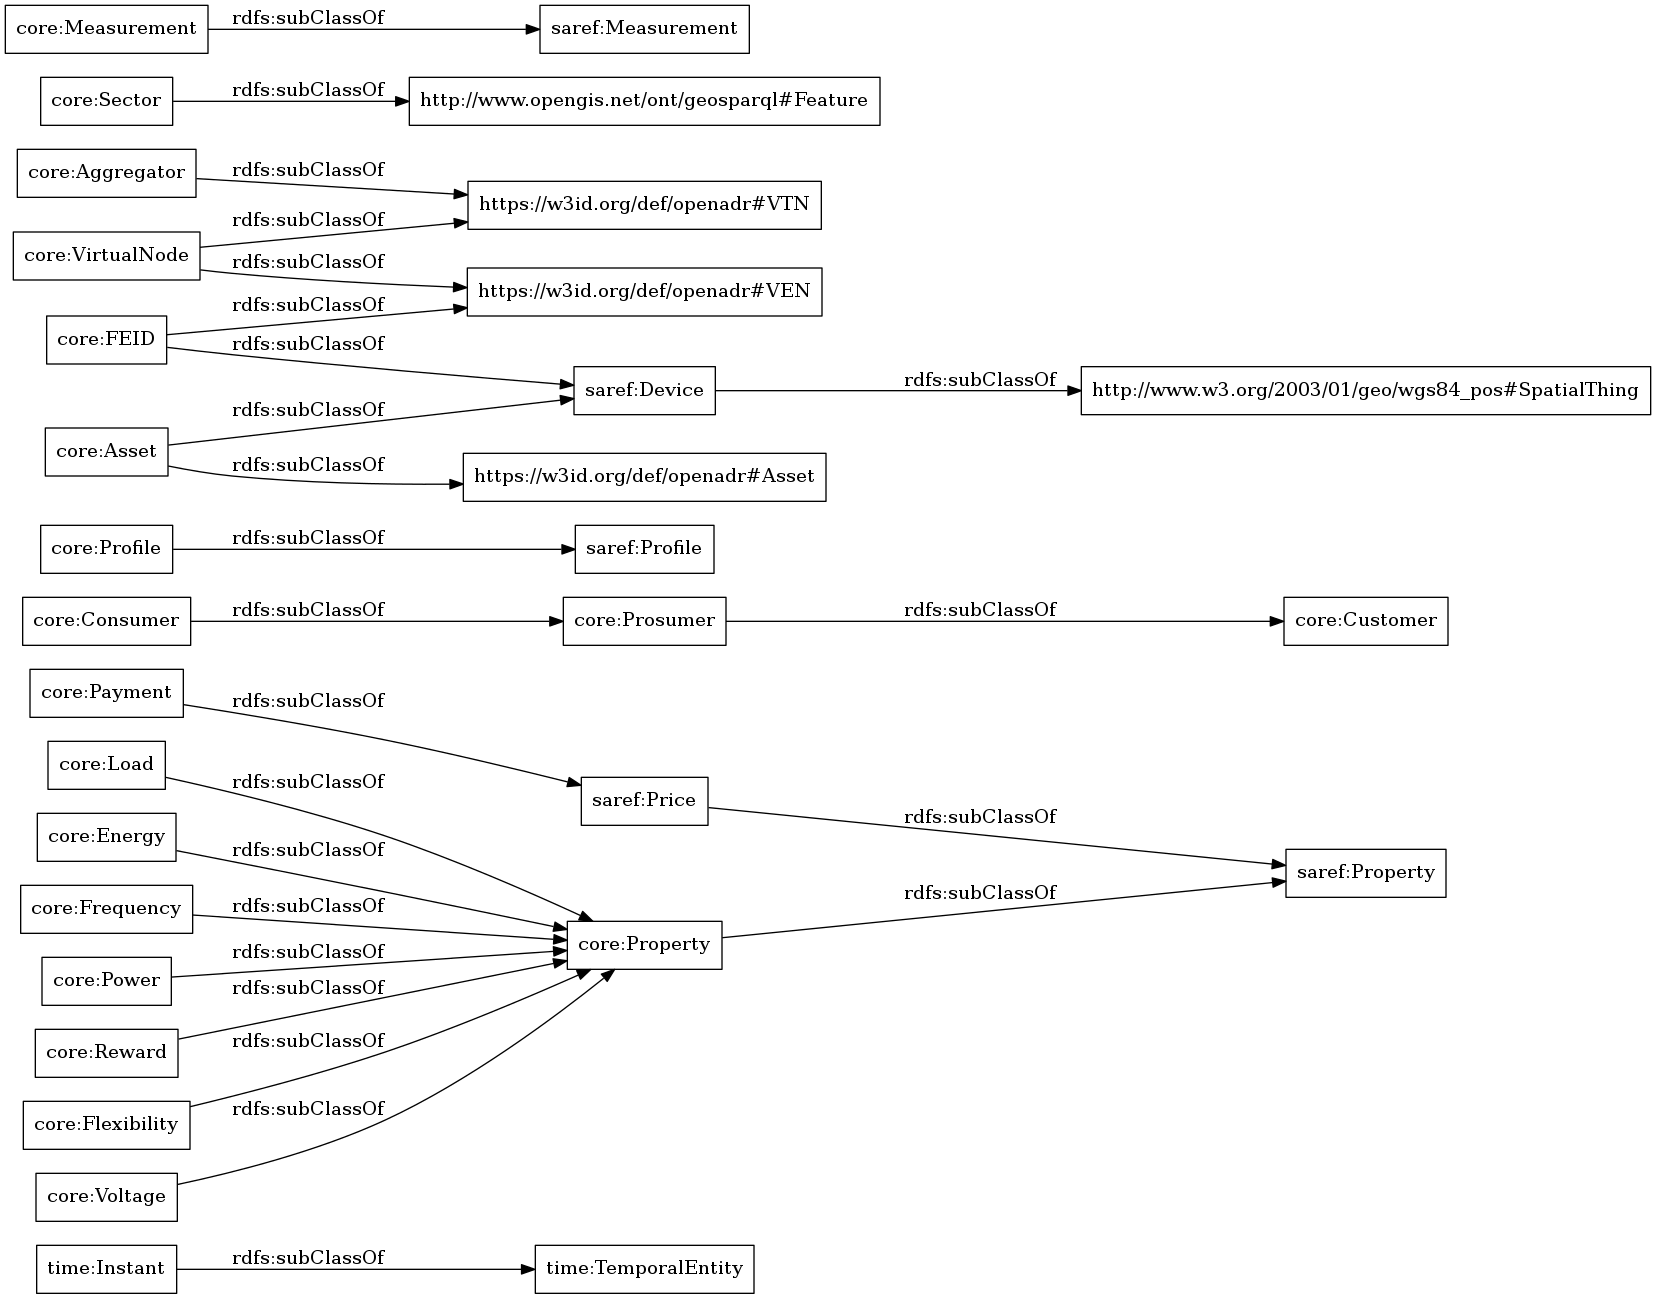 core:Measurement rdfs:subClassOf saref:Measurement
core:Sector rdfs:subClassOf http://www.opengis.net/ont/geosparql#Feature
core:Aggregator rdfs:subClassOf
https://w3id.org/def/openadr#VTN
rdfs:subClassOf
core:VirtualNode
rdfs:subClassOf
https://w3id.org/def/openadr#VEN
rdfs:subClassOf
core:FEID
rdfs:subClassOf
saref:Device rdfs:subClassOf http://www.w3.org/2003/01/geo/wgs84_pos#SpatialThing
rdfs:subClassOf
core:Asset
rdfs:subClassOf
https://w3id.org/def/openadr#Asset
core:Profile rdfs:subClassOf saref:Profile
core:Consumer rdfs:subClassOf core:Prosumer rdfs:subClassOf core:Customer
core:Payment
rdfs:subClassOf
core:Load
rdfs:subClassOf
saref:Price
rdfs:subClassOf
core:Energy
rdfs:subClassOf
saref:Property
rdfs:subClassOf
core:Frequency rdfs:subClassOf
core:Property
rdfs:subClassOf
core:Power
rdfs:subClassOf
core:Reward
rdfs:subClassOf
core:Flexibility
rdfs:subClassOf
core:Voltage
time:Instant rdfs:subClassOf time:TemporalEntity